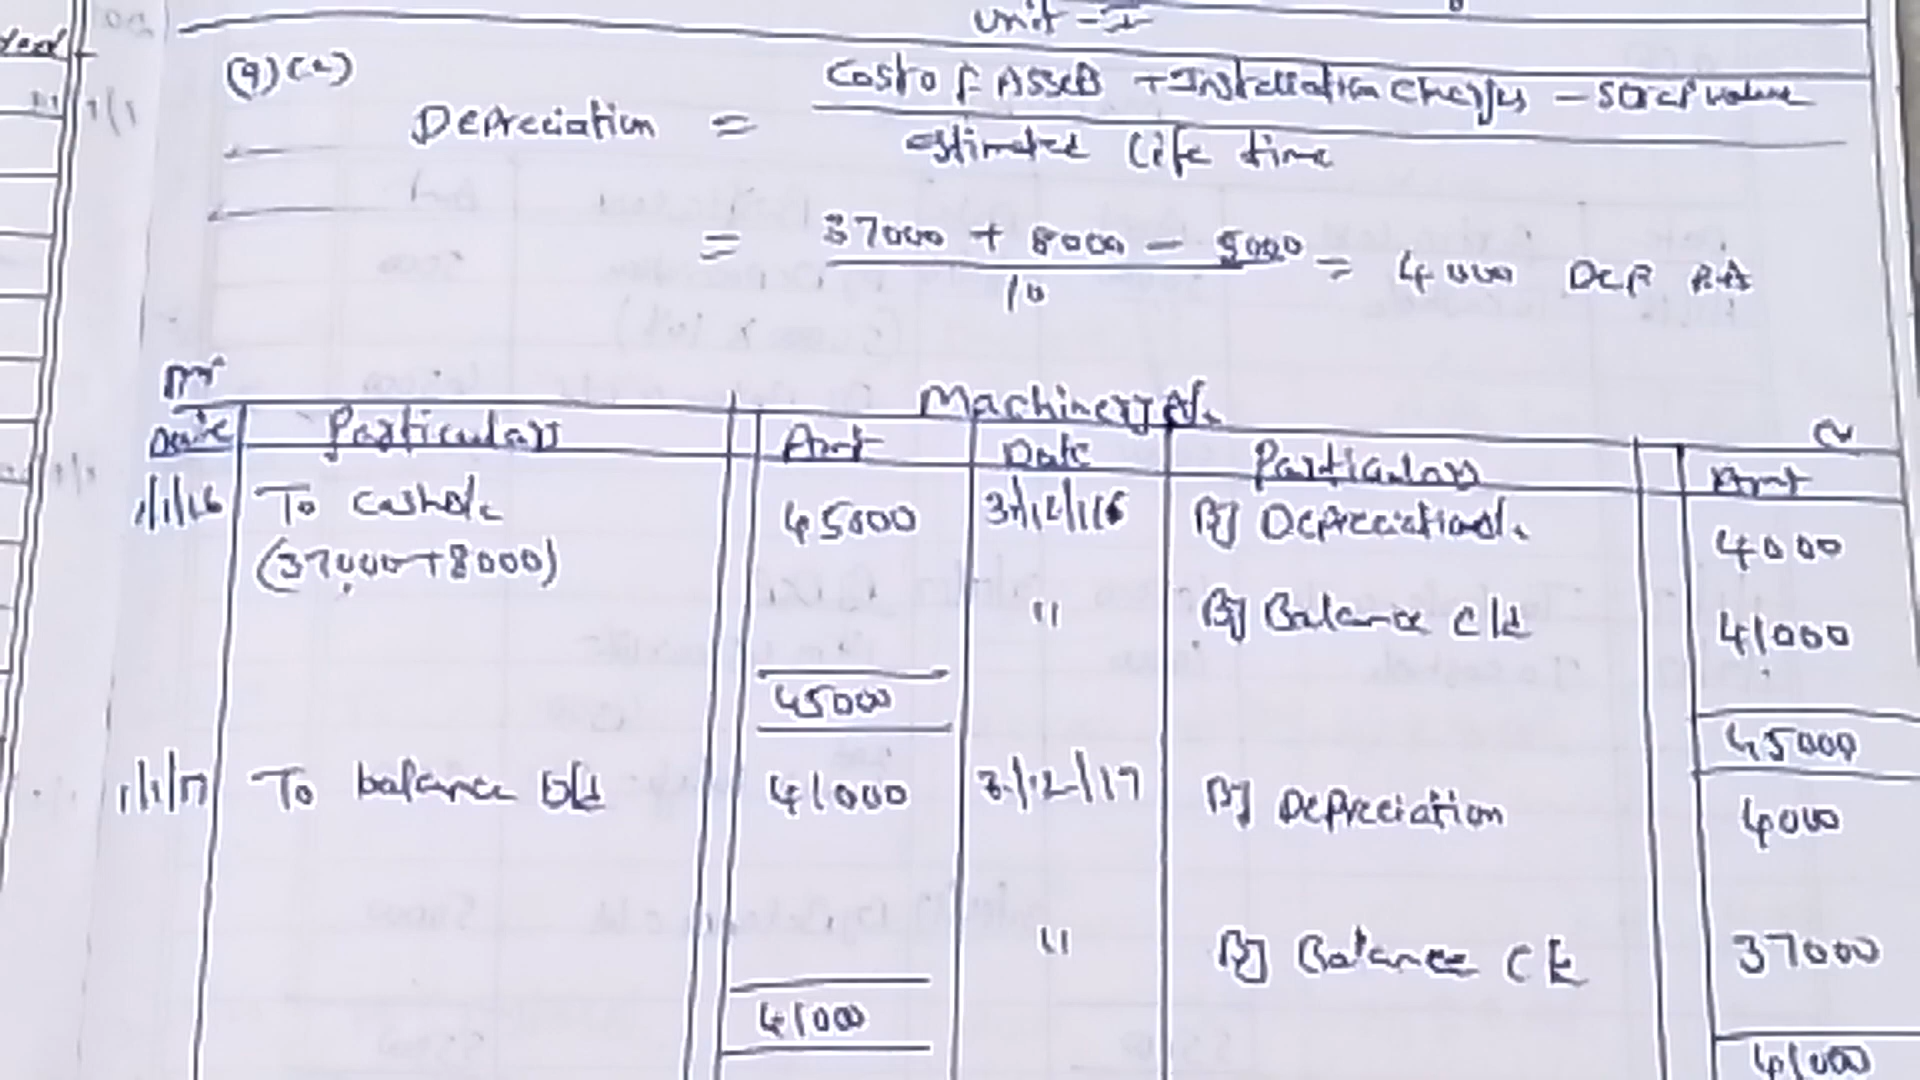 Unit - I
(9)(a)
Depreciation = Cost of Asset + Installation charges - Scrap value
estimated life time
= 37000 + 8000 - 5000 = 4000 Dep P.A
10
Machinery A/c
Date Particulars Amt Date Particulars Amt
1/1/16 To cash a/c 45000 31/12/16 By Depreciation 4000
(37000+8000)
" By Balance c/d 41000
45000 45000
1/1/17 To balance b/d 41000 31/12/17 By Depreciation 4000
" By Balance c/d 37000
41000 41000